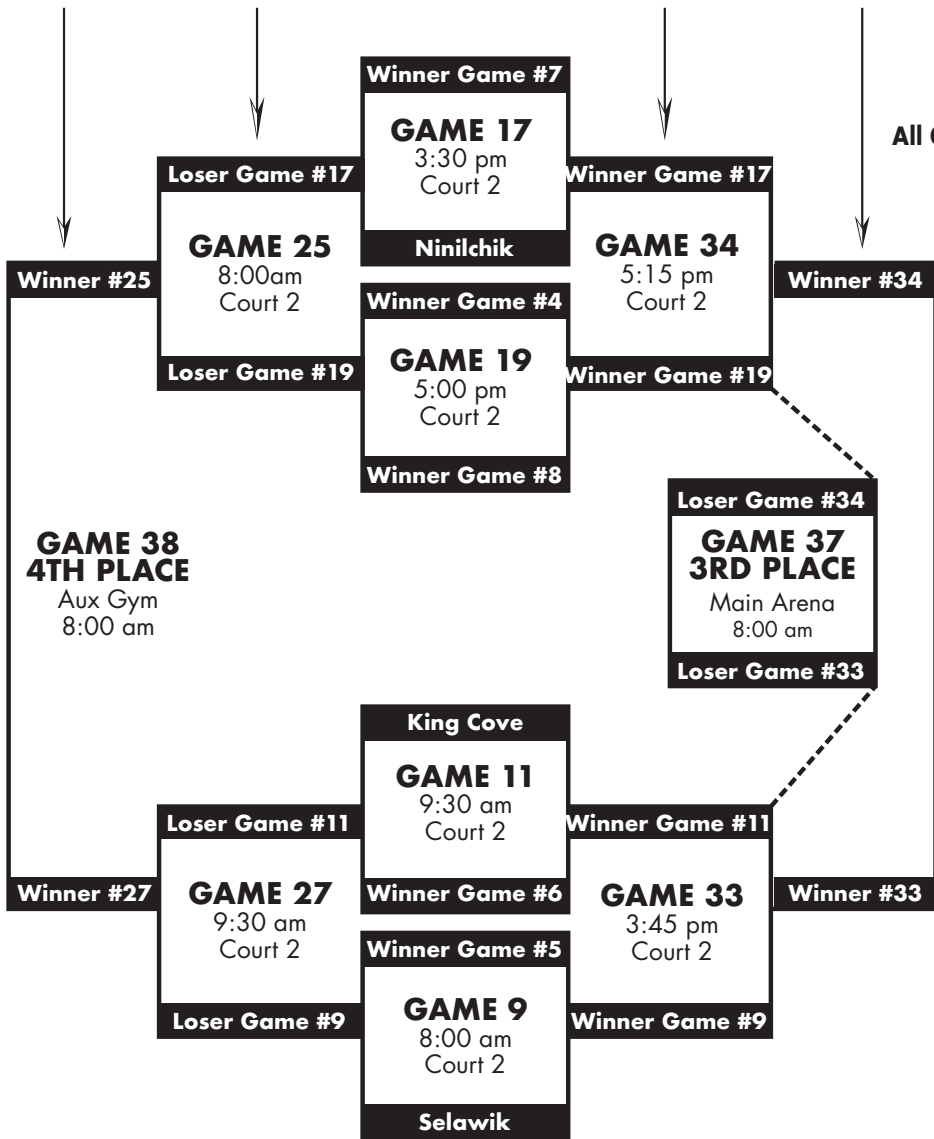 Winner Game #7
GAME 17
3:30 pm
Court 2
Ninilchik
All
Loser Game #17
GAME 25
8:00am
Court 2
Loser Game #19
Winner Game #17
GAME 34
5:15 pm
Court 2
Winner Game #19
Winner #25
Winner #34
Winner Game #4
GAME 19
5:00 pm
Court 2
Winner Game #8
GAME 38
4TH PLACE
Aux Gym
8:00 am
Loser Game #34
GAME 37
3RD PLACE
Main Arena
8:00 am
Loser Game #33
King Cove
GAME 11
9:30 am
Court 2
Winner Game #6
Loser Game #11
GAME 27
9:30 am
Court 2
Loser Game #9
Winner Game #11
GAME 33
3:45 pm
Court 2
Winner Game #9
Winner #27
Winner #33
Winner Game #5
GAME 9
8:00 am
Court 2
Selawik